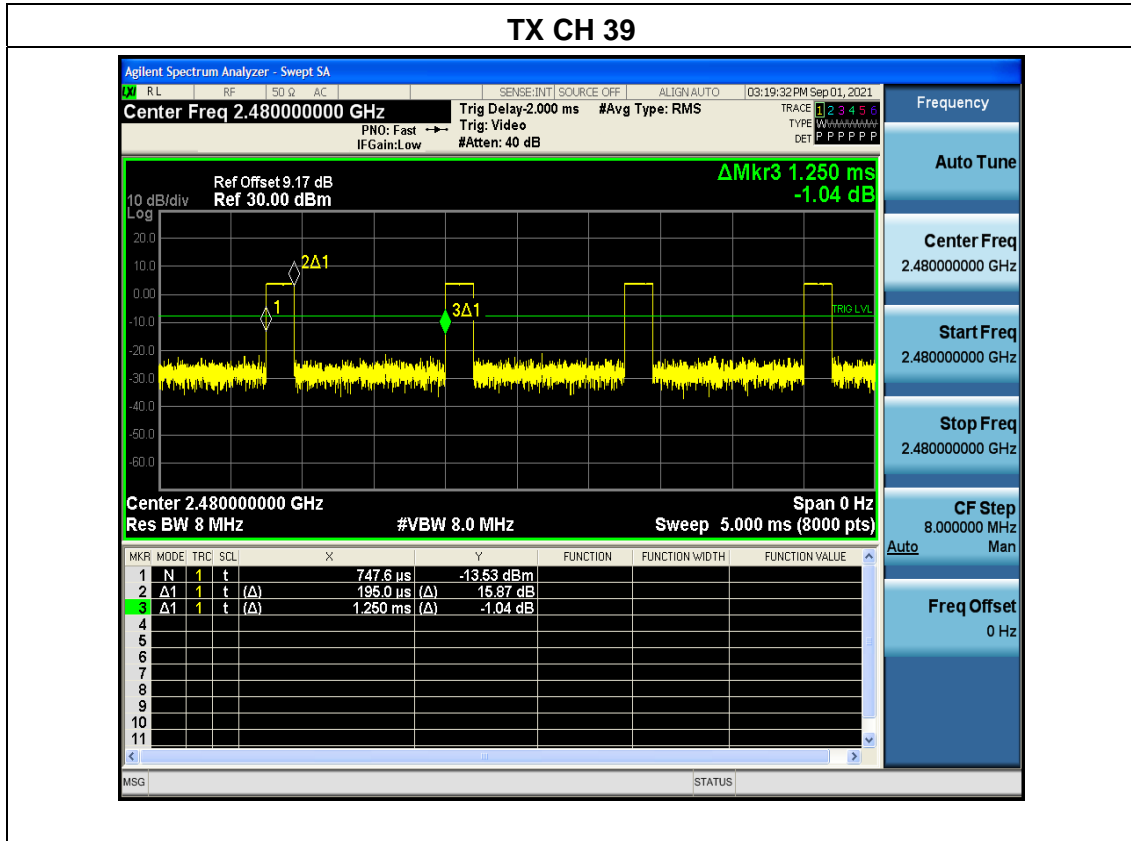 TX CH 39
Agilent Spectrum Analyzer - Swept SA
LXI RL RF 50 Ω AC SENSE:INT SOURCE OFF ALIGN AUTO 03:19:32 PM Sep 01, 2021
Center Freq 2.480000000 GHz
Trig Delay-2.000 ms #Avg Type: RMS
TRACE 1 2 3 4 5 6
PNO: Fast Trig: Video
TYPE
IFGain:Low #Atten: 40 dB
DET P P P P P P
ΔMkr3 1.250 ms
-1.04 dB
Ref Offset 9.17 dB
10 dB/div Ref 30.00 dBm
Log
20.0
10.0
0.00
-10.0
-20.0
-30.0
-40.0
-50.0
-60.0
2Δ1
1
3Δ1
TRIG LVL
Center 2.480000000 GHz Span 0 Hz
Res BW 8 MHz #VBW 8.0 MHz Sweep 5.000 ms (8000 pts)
MKR MODE TRC SCL X Y FUNCTION FUNCTION WIDTH FUNCTION VALUE
1 N 1 t 747.6 µs -13.53 dBm
2 Δ1 1 t (Δ) 195.0 µs (Δ) 15.87 dB
3 Δ1 1 t (Δ) 1.250 ms (Δ) -1.04 dB
4
5
6
7
8
9
10
11
MSG STATUS
Frequency
Auto Tune
Center Freq
2.480000000 GHz
Start Freq
2.480000000 GHz
Stop Freq
2.480000000 GHz
CF Step
8.000000 MHz
Auto Man
Freq Offset
0 Hz